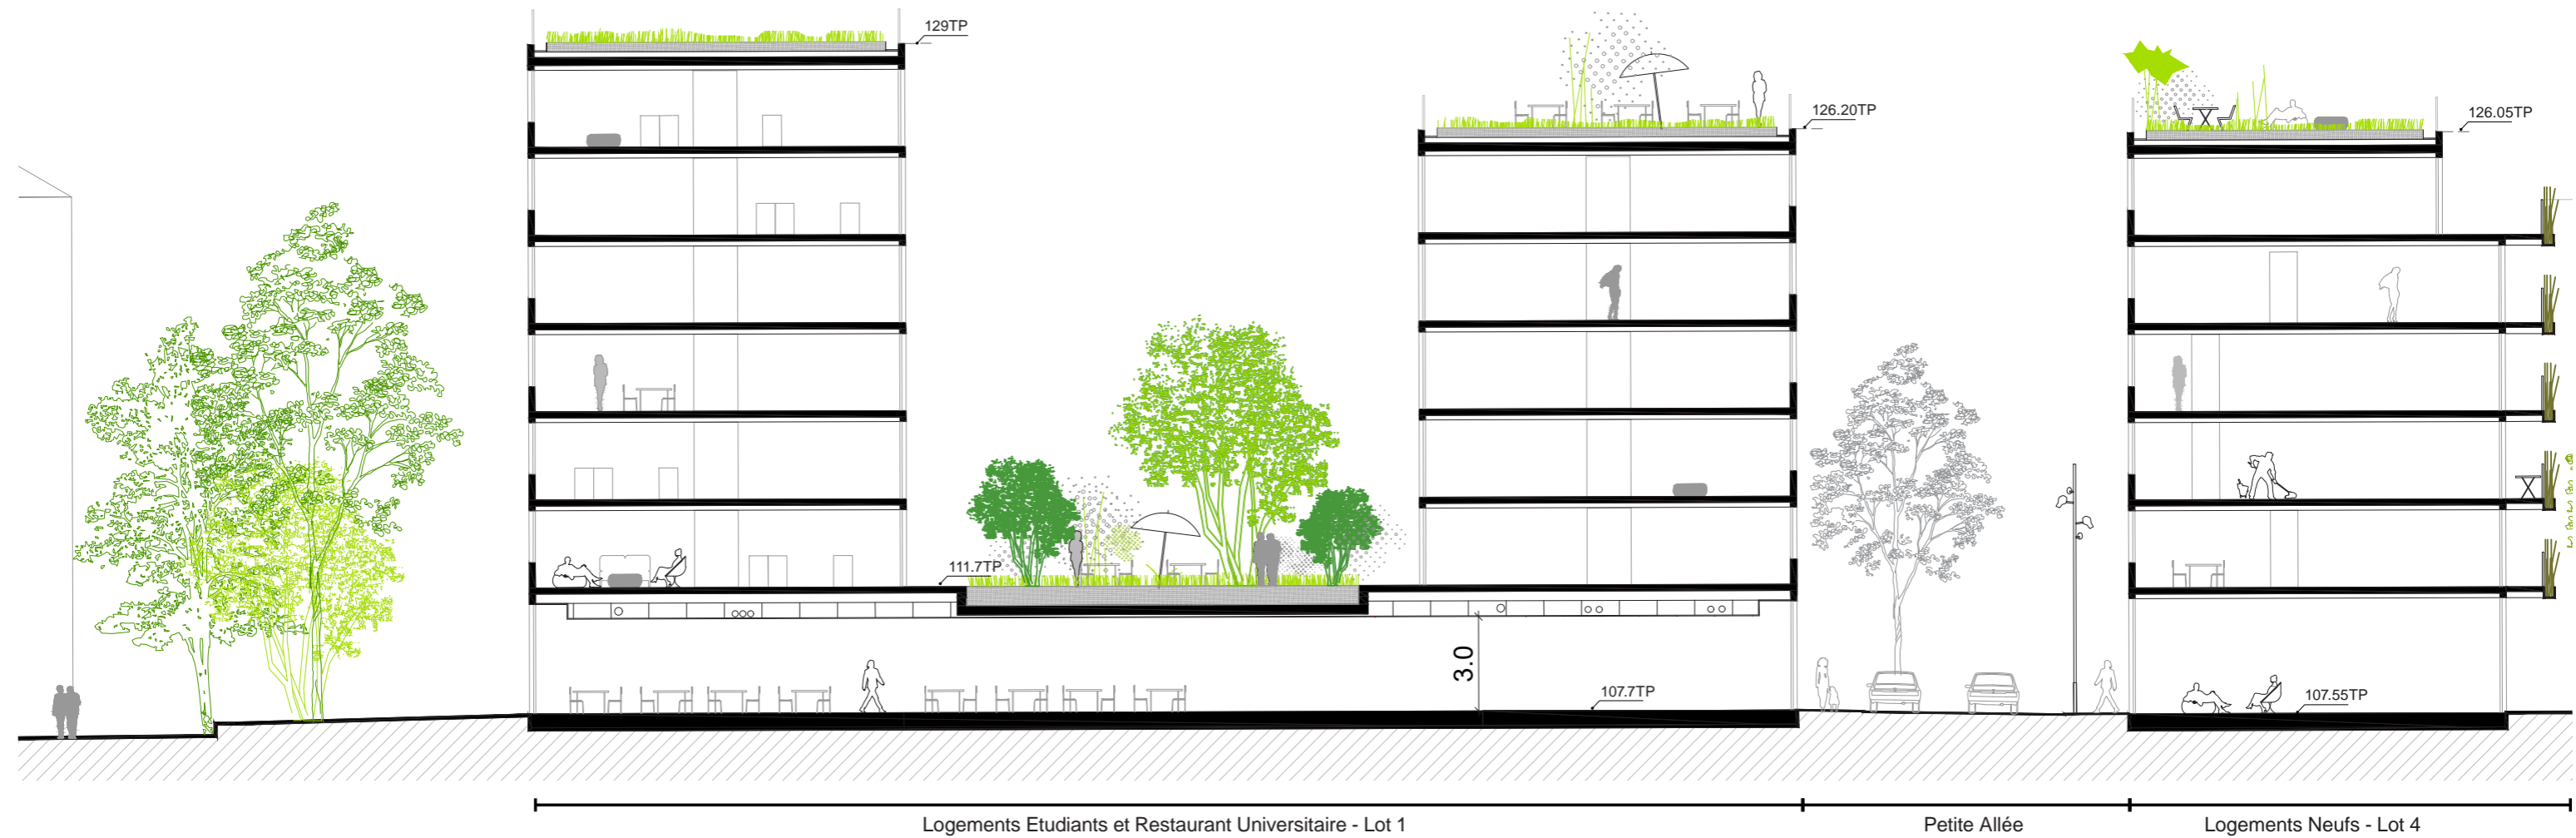 129TP
126.20TP
126.05TP
111.7TP
3.0
107.7TP
107.55TP
Logements Etudiants et Restaurant Universitaire - Lot 1
Petite Allée
Logements Neufs - Lot 4